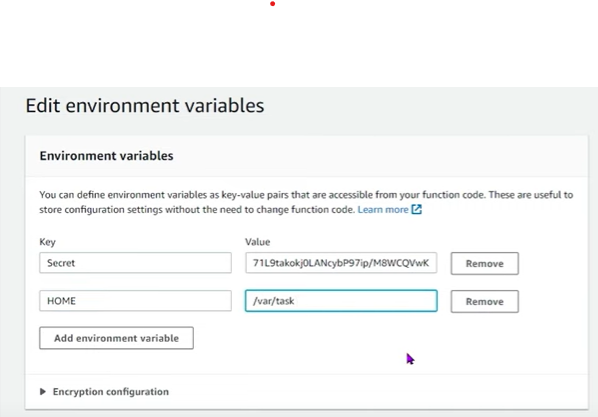 Edit environment variables
Environment variables
You can define environment variables as key-value pairs that are accessible from your function code. These are useful to
store configuration settings without the need to change function code. Learn more
Key Value
Secret 71L9takokj0LANcybP97ip/M8WCQVwK Remove
HOME /var/task Remove
Add environment variable
Encryption configuration